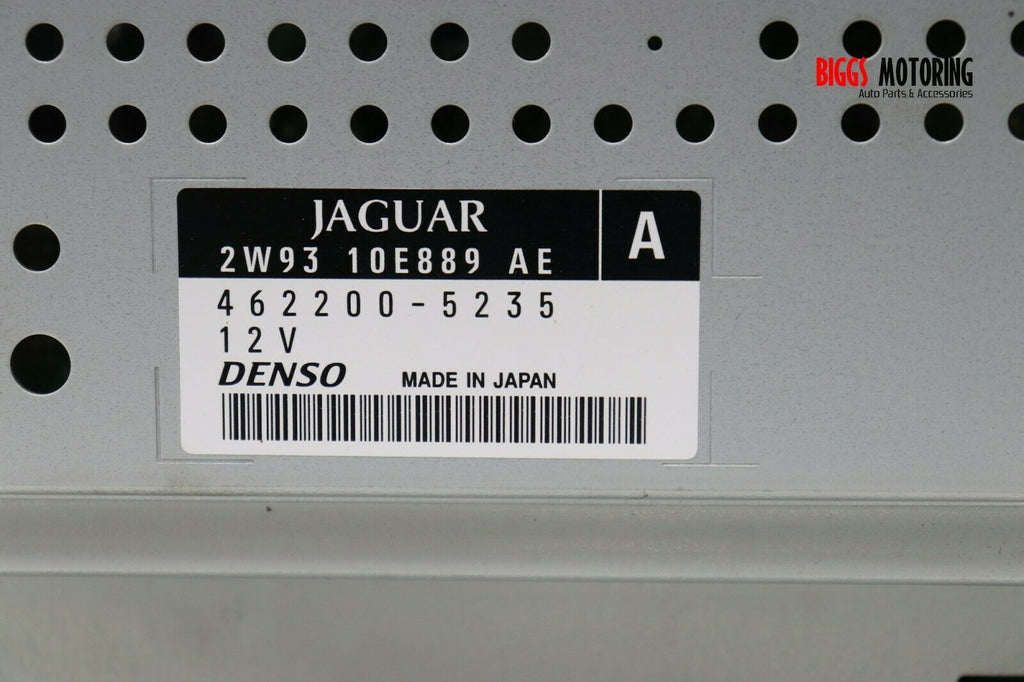 BIGGS MOTORING
Auto Parts & Accessories
JAGUAR
2W93 10E889 AE
A
462200-5235
12V
DENSO MADE IN JAPAN